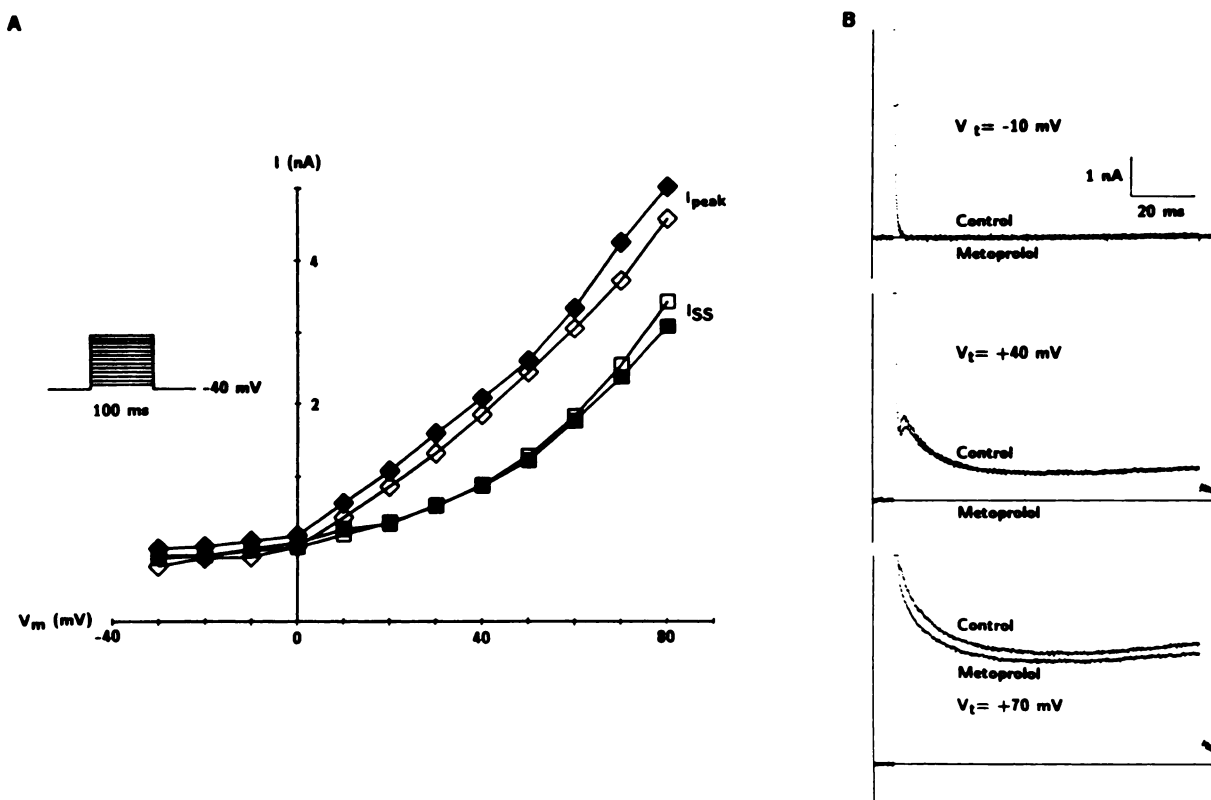 A
I (nA)
Ipeak
4
ISS
-40 mV
100 ms
2
Vm (mV)
-40
0
40
80
B
Vt= -10 mV
1 nA
20 ms
Control
Metoprolol
Vt= +40 mV
Control
Metoprolol
Control
Metoprolol
Vt= +70 mV